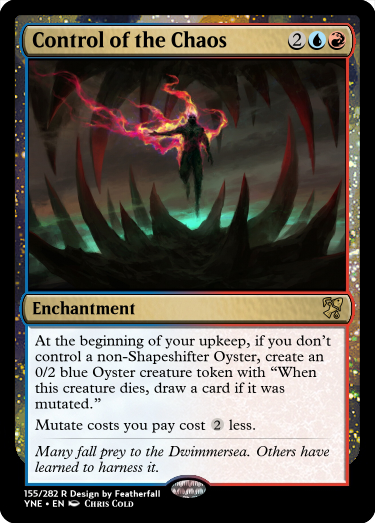 Control of the Chaos 2
Enchantment
At the beginning of your upkeep, if you don’t
control a non-Shapeshifter Oyster, create an
0/2 blue Oyster creature token with “When
this creature dies, draw a card if it was
mutated.”
Mutate costs you pay cost 2 less.
Many fall prey to the Dwimmersea. Others have
learned to harness it.
155/282 R Design by Featherfall
YNE • EN Chris Cold